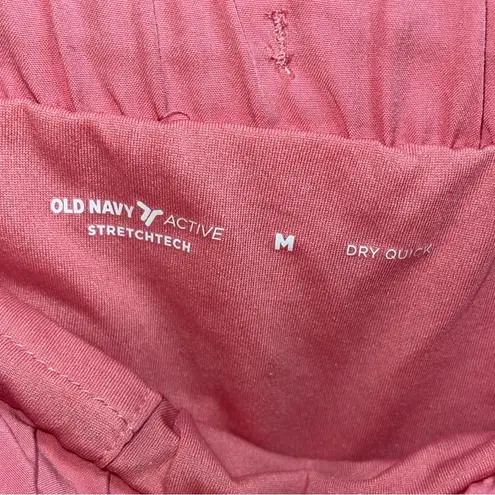 OLD NAVY ACTIVE
STRETCHTECH
M
DRY QUICK